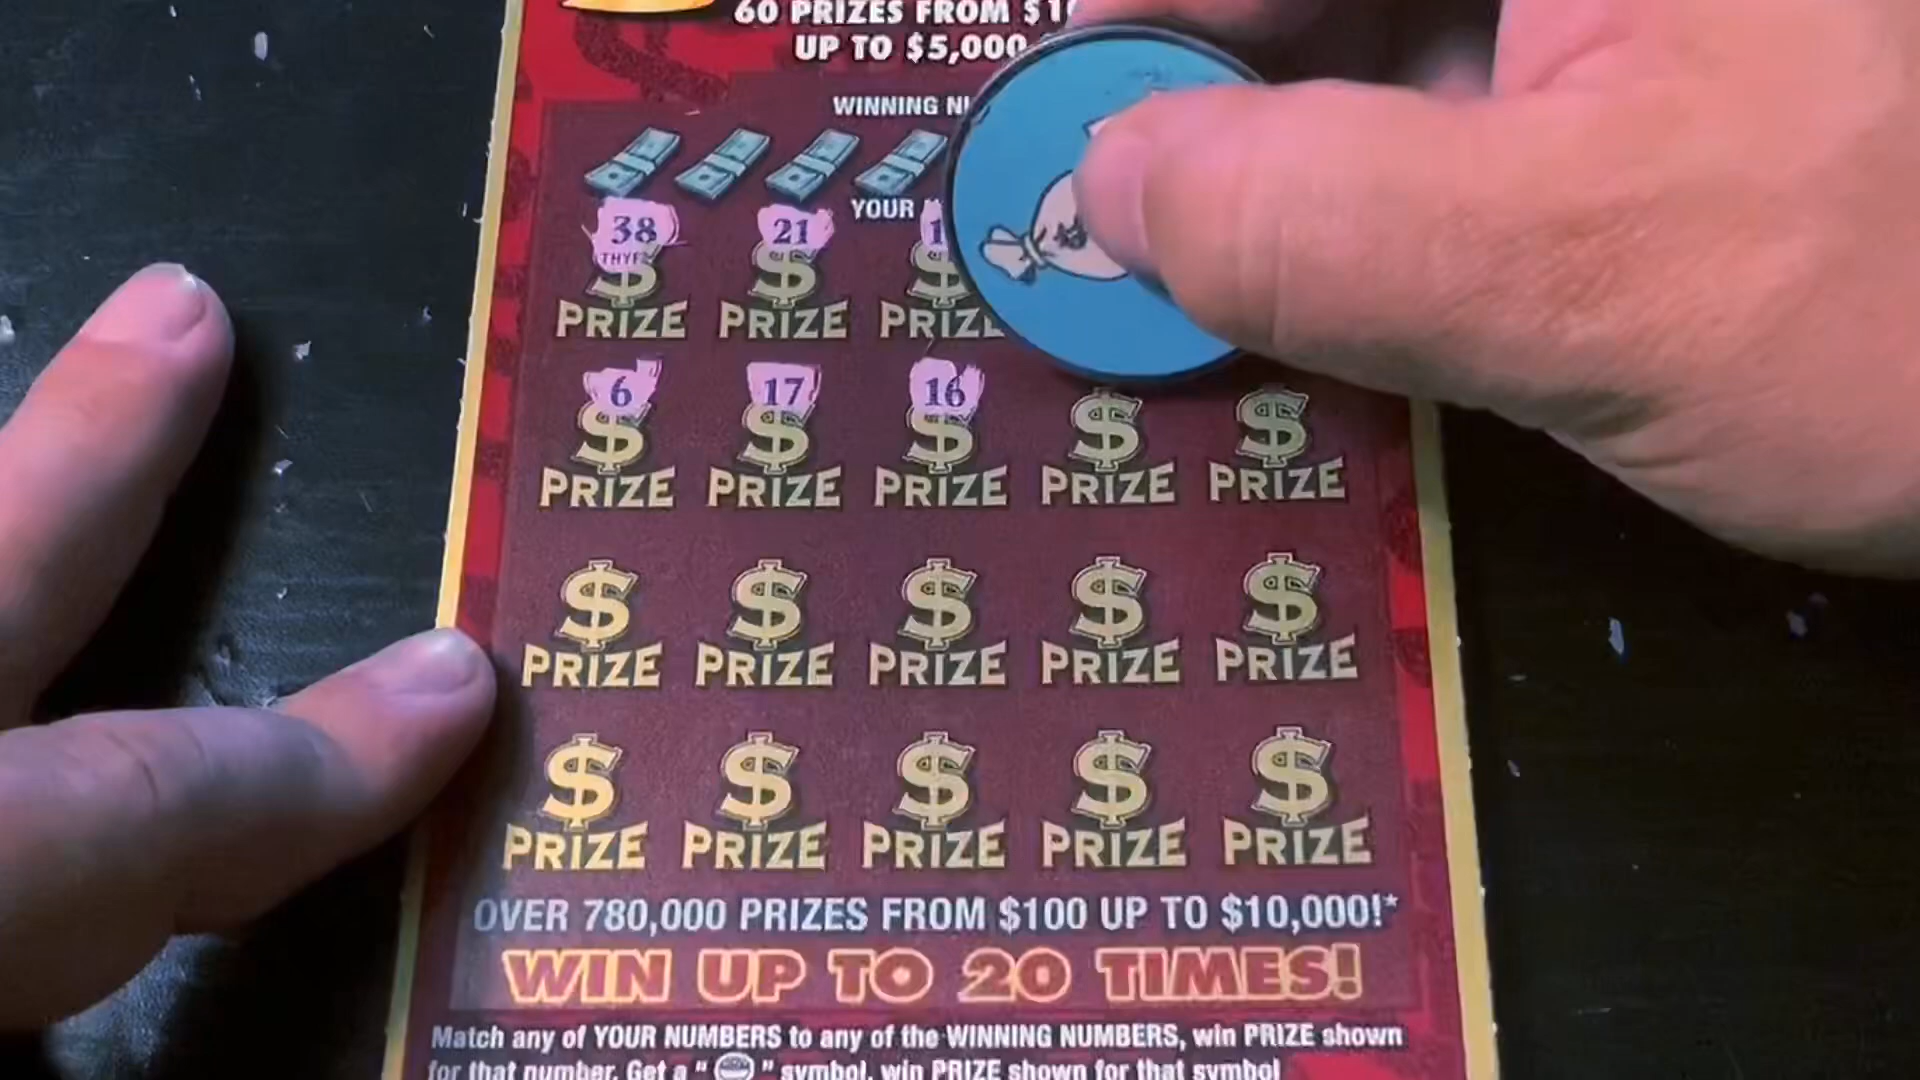 60 PRIZES FROM
UP TO $5,000
WINNING
YOUR
38 21
THYE
PRIZE PRIZE PRIZE
6 17 16
$ $ $ $ $
PRIZE PRIZE PRIZE PRIZE PRIZE
$ $ $ $ $
PRIZE PRIZE PRIZE PRIZE PRIZE
$ $ $ $ $
PRIZE PRIZE PRIZE PRIZE PRIZE
OVER 780,000 PRIZES FROM $100 UP TO $10,000!*
WIN UP TO 20 TIMES!
Match any of YOUR NUMBERS to any of the WINNING NUMBERS, win PRIZE shown
for that number. Get a " " symbol, win PRIZE shown for that symbol